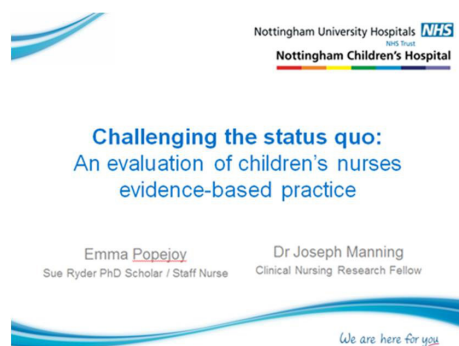 Nottingham University Hospitals NHS
NHS Trust
Nottingham Children's Hospital
Challenging the status quo:
An evaluation of children's nurses
evidence-based practice
Emma Popejoy
Sue Ryder PhD Scholar / Staff Nurse
Dr Joseph Manning
Clinical Nursing Research Fellow
We are here for you